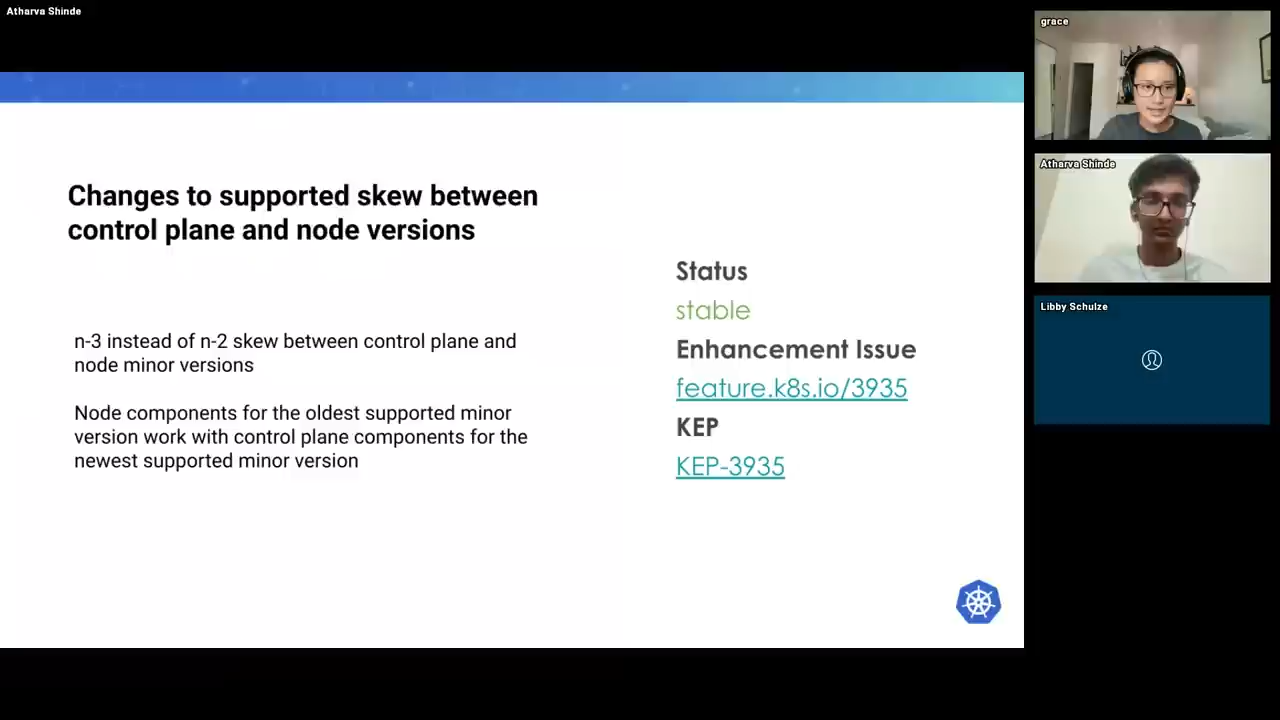 Atharva Shinde
Changes to supported skew between
control plane and node versions
n-3 instead of n-2 skew between control plane and
node minor versions
Node components for the oldest supported minor
version work with control plane components for the
newest supported minor version
Status
stable
Enhancement Issue
feature.k8s.io/3935
KEP
KEP-3935
grace
Atharva Shinde
Libby Schulze